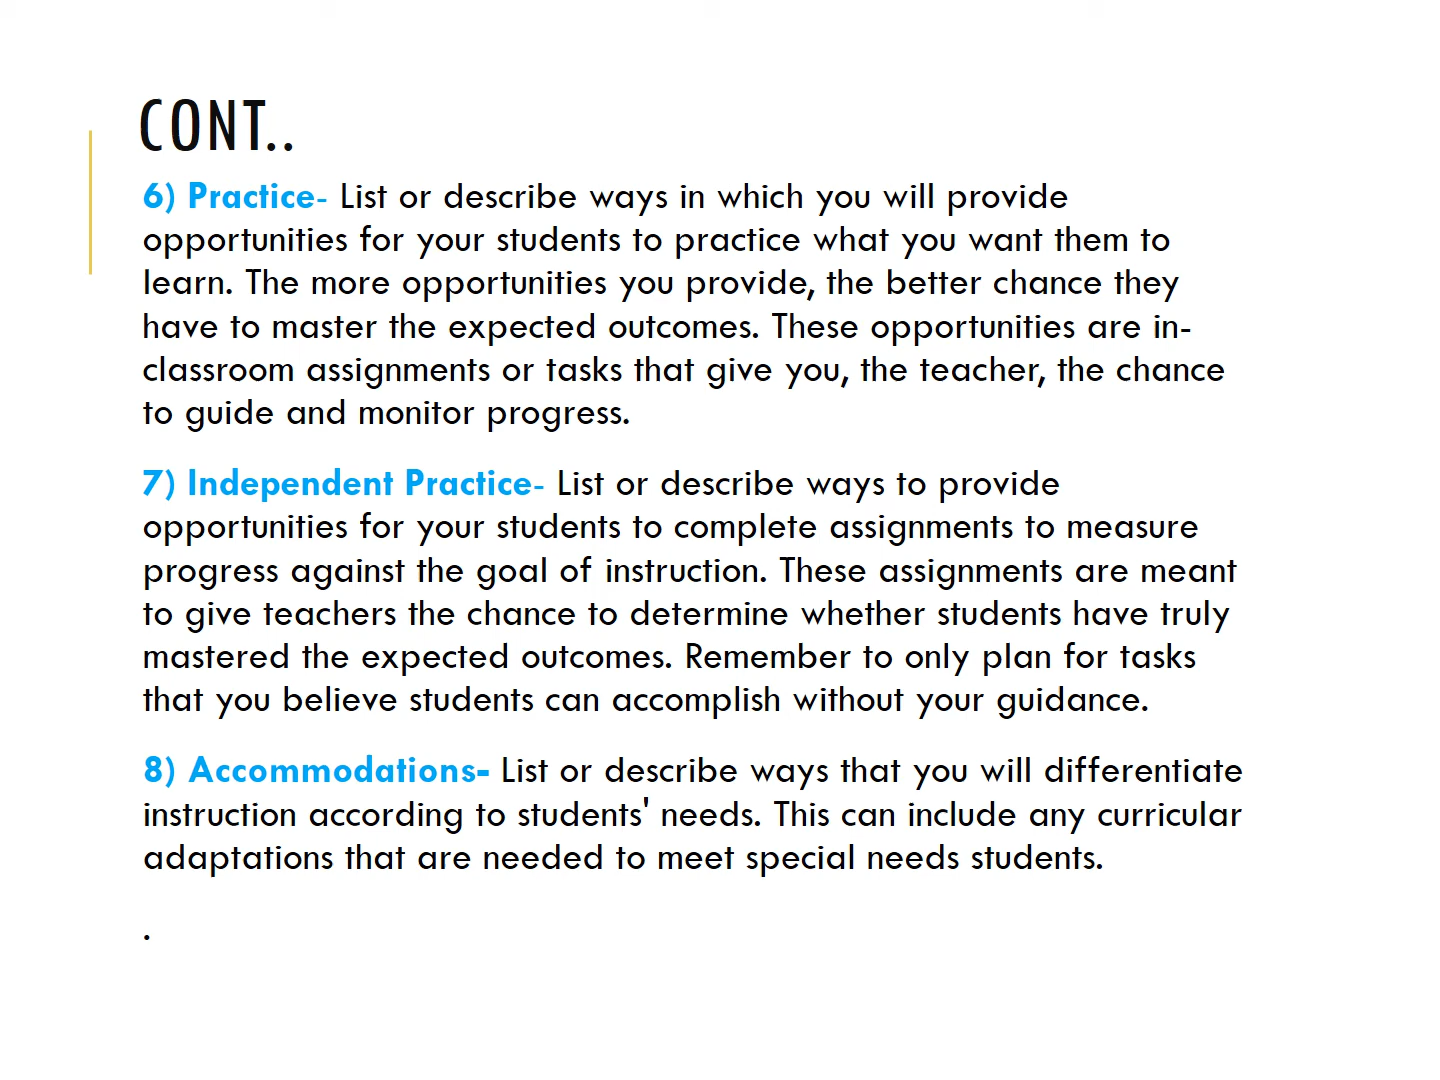 CONT..
6) Practice- List or describe ways in which you will provide
opportunities for your students to practice what you want them to
learn. The more opportunities you provide, the better chance they
have to master the expected outcomes. These opportunities are in-
classroom assignments or tasks that give you, the teacher, the chance
to guide and monitor progress.
7) Independent Practice- List or describe ways to provide
opportunities for your students to complete assignments to measure
progress against the goal of instruction. These assignments are meant
to give teachers the chance to determine whether students have truly
mastered the expected outcomes. Remember to only plan for tasks
that you believe students can accomplish without your guidance.
8) Accommodations- List or describe ways that you will differentiate
instruction according to students' needs. This can include any curricular
adaptations that are needed to meet special needs students.
.